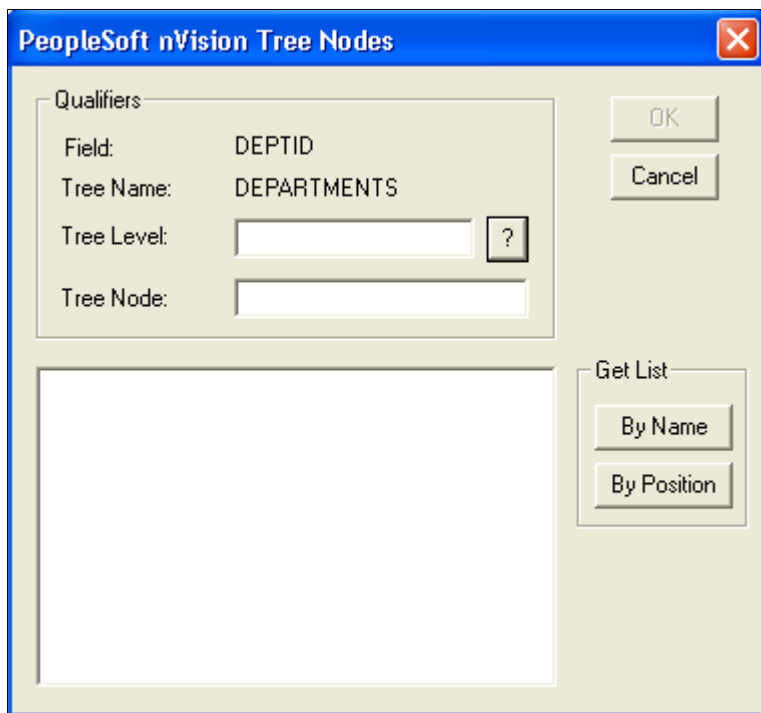 PeopleSoft nVision Tree Nodes
Qualifiers
Field: DEPTID
Tree Name: DEPARTMENTS
Tree Level: ?
Tree Node:
OK
Cancel
Get List
By Name
By Position